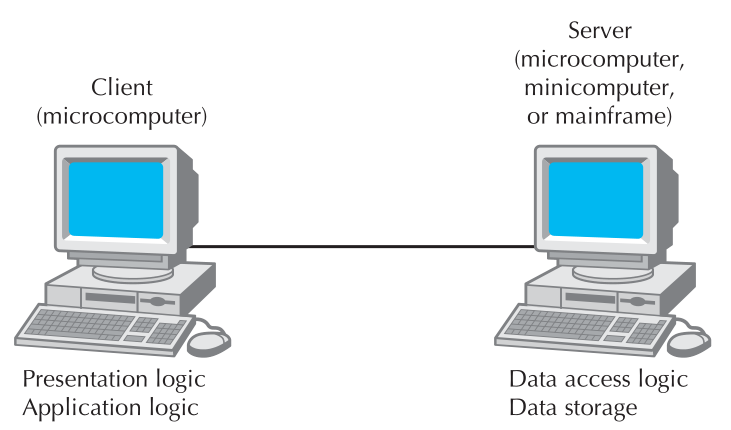 Client
(microcomputer)
Server
(microcomputer,
minicomputer,
or mainframe)
Presentation logic
Application logic
Data access logic
Data storage